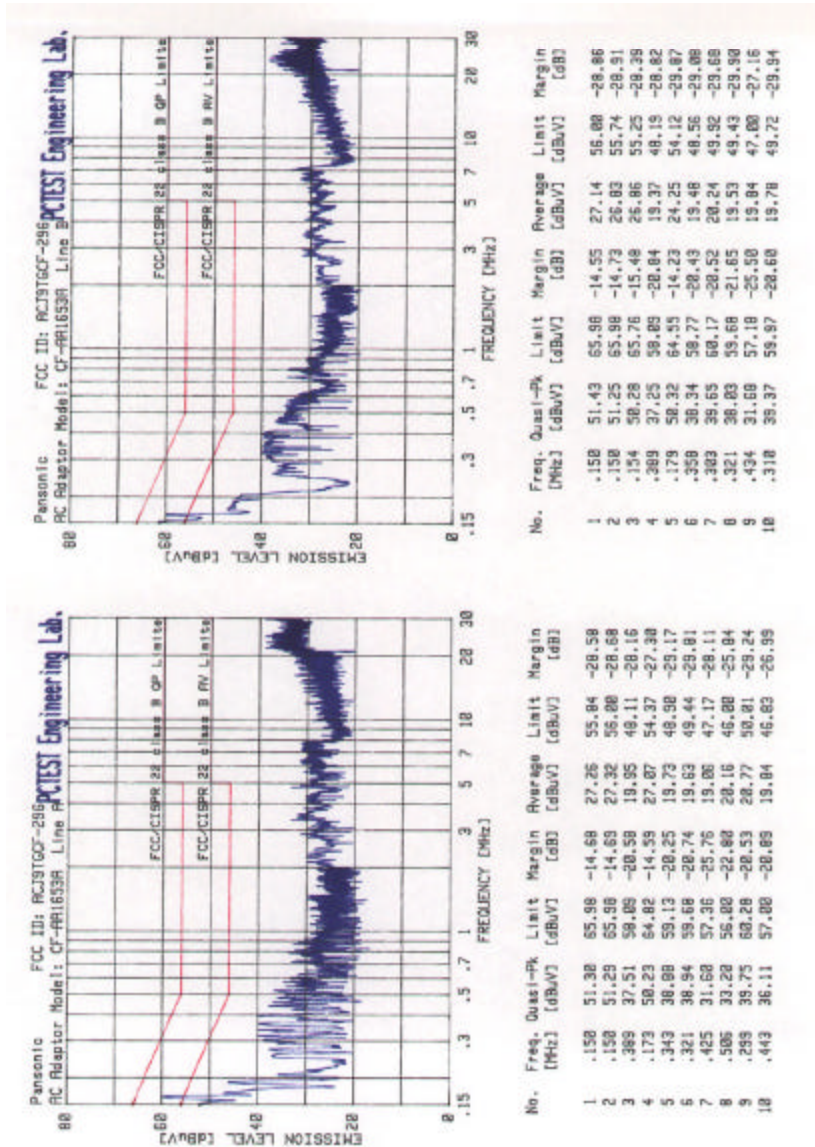 Pansonic FCC ID: ACJ9TGCF-296
PCTEST Engineering Lab.
AC Adaptor Model: CF-AA1653A Line A
EMISSION LEVEL [dBuV]
80
60
40
20
0
FCC/CISPR 22 class B QP Limits
FCC/CISPR 22 class B AV Limits
.15 .3 .5 .7 1 3 5 7 10 20 30
FREQUENCY [MHz]
No. Freq. Quasi-Pk Limit Margin Average Limit Margin
[MHz] [dBuV] [dBuV] [dB] [dBuV] [dBuV] [dB]
1 .150 51.30 65.98 -14.68 27.26 55.84 -28.58
2 .150 51.29 65.98 -14.69 27.32 56.00 -28.68
3 .389 37.51 58.09 -20.58 19.95 48.11 -28.16
4 .173 50.23 64.82 -14.59 27.07 54.37 -27.30
5 .343 38.88 59.13 -20.25 19.73 48.90 -29.17
6 .321 38.94 59.68 -20.74 19.63 49.44 -29.81
7 .425 31.60 57.36 -25.76 19.06 47.17 -28.11
8 .506 33.20 56.00 -22.80 20.16 46.00 -25.84
9 .299 39.75 60.28 -20.53 20.77 50.01 -29.24
10 .443 36.11 57.00 -20.89 19.84 46.83 -26.99
Pansonic FCC ID: ACJ9TGCF-296
PCTEST Engineering Lab.
AC Adaptor Model: CF-AA1653A Line B
EMISSION LEVEL [dBuV]
80
60
40
20
0
FCC/CISPR 22 class B QP Limits
FCC/CISPR 22 class B AV Limits
.15 .3 .5 .7 1 3 5 7 10 20 30
FREQUENCY [MHz]
No. Freq. Quasi-Pk Limit Margin Average Limit Margin
[MHz] [dBuV] [dBuV] [dB] [dBuV] [dBuV] [dB]
1 .150 51.43 65.98 -14.55 27.14 56.00 -28.86
2 .150 51.25 65.98 -14.73 26.83 55.74 -28.91
3 .154 50.28 65.76 -15.48 26.86 55.25 -28.39
4 .389 37.25 58.09 -20.84 19.37 48.19 -28.82
5 .179 50.32 64.55 -14.23 24.25 54.12 -29.87
6 .358 38.34 58.77 -20.43 19.48 48.56 -29.08
7 .303 39.65 60.17 -20.52 20.24 49.92 -29.68
8 .321 38.03 59.68 -21.65 19.53 49.43 -29.90
9 .434 31.68 57.18 -25.50 19.84 47.00 -27.16
10 .310 39.37 59.97 -20.60 19.78 49.72 -29.94